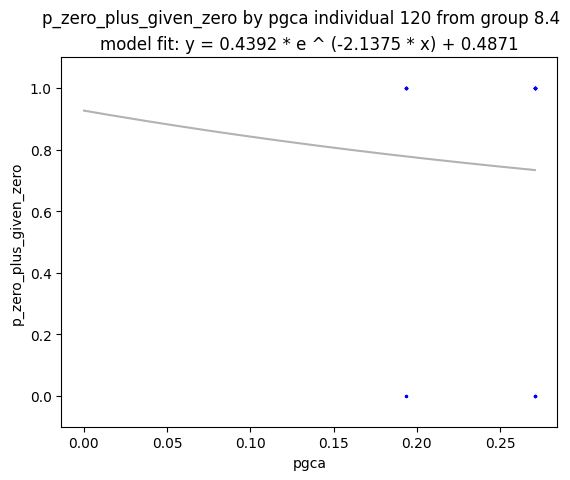 p_zero_plus_given_zero by pgca individual 120 from group 8.4
model fit: y = 0.4392 * e ^ (-2.1375 * x) + 0.4871
p_zero_plus_given_zero
1.0
0.8
0.6
0.4
0.2
0.0
0.00 0.05 0.10 0.15 0.20 0.25
pgca